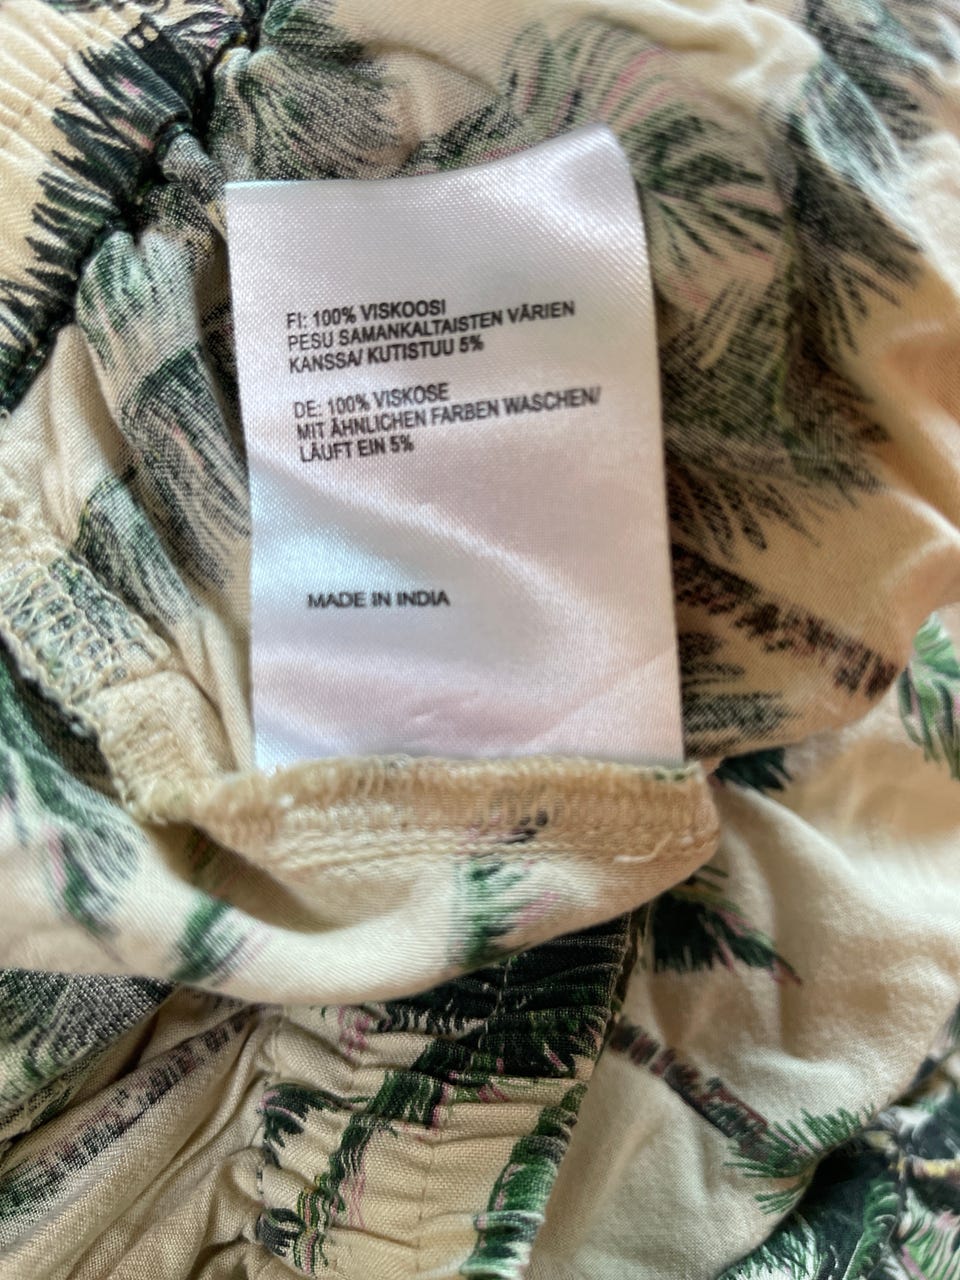 FI: 100% VISKOOSI
PESU SAMANKALTAISTEN VÄRIEN
KANSSA/ KUTISTUU 5%
DE: 100% VISKOSE
MIT ÄHNLICHEN FARBEN WASCHEN/
LÄUFT EIN 5%
MADE IN INDIA